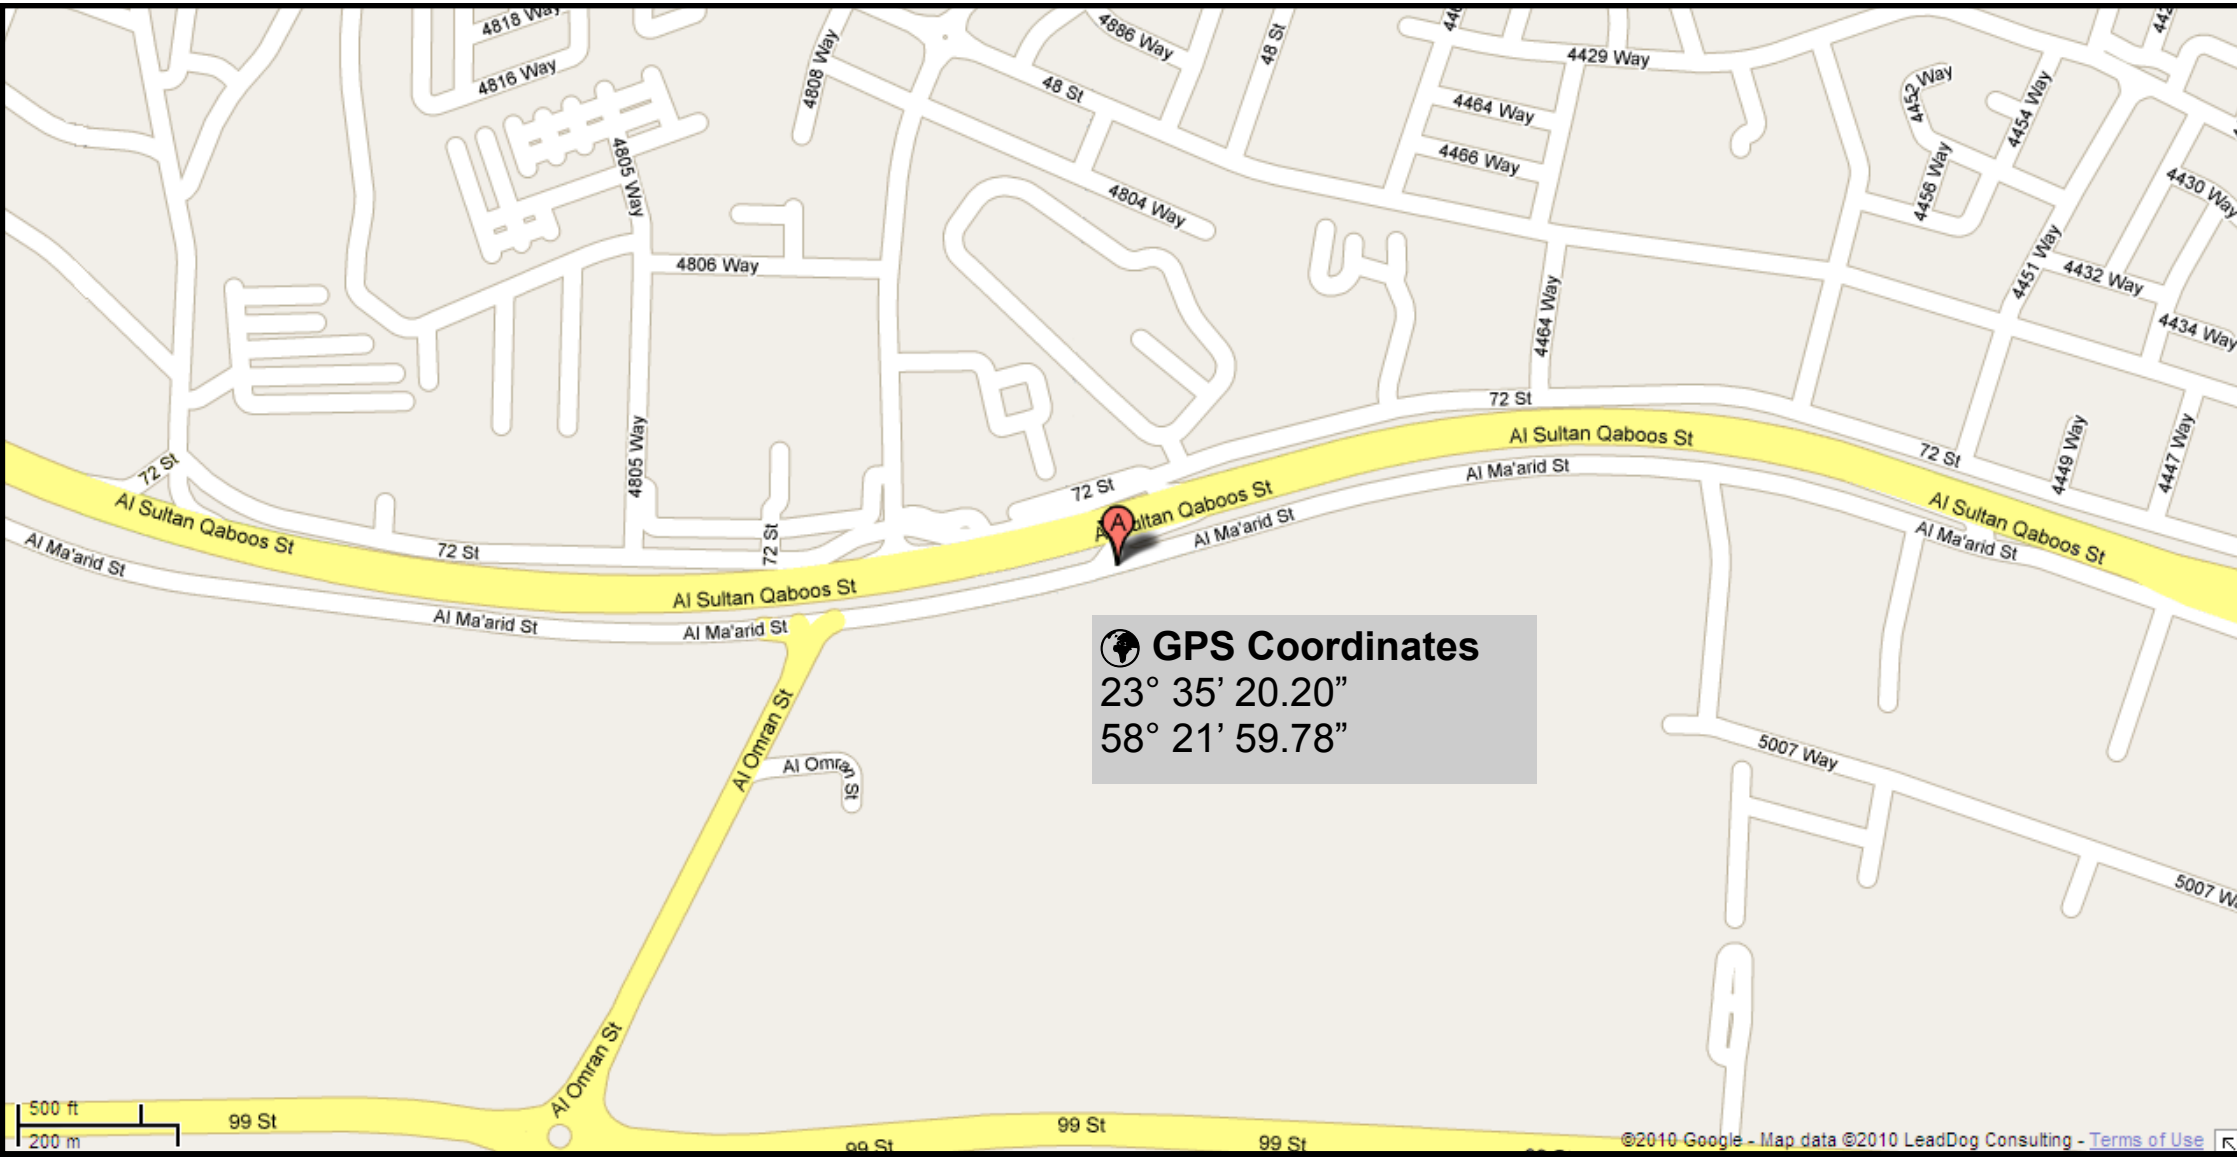 4818 Way
4816 Way
4808 Way
4886 Way
48 St
48 St
4429 Way
4464 Way
4466 Way
4452 Way
4454 Way
4456 Way
4430 Way
4805 Way
4804 Way
4806 Way
4451 Way
4432 Way
4434 Way
4464 Way
72 St
Al Sultan Qaboos St
Al Ma'arid St
72 St
4449 Way
4447 Way
4805 Way
72 St
72 St
Al Sultan Qaboos St
A
Al Sultan Qaboos St
Al Sultan Qaboos St
Al Ma'arid St
Al Ma'arid St
Al Ma'arid St
72 St
72 St
Al Sultan Qaboos St
Al Ma'arid St
Al Ma'arid St
GPS Coordinates
23° 35’ 20.20”
58° 21’ 59.78”
Al Omran St
Al Omran St
5007 Way
5007 Wa
Al Omran St
500 ft
200 m
99 St
99 St
99 St
99 St
©2010 Google - Map data ©2010 LeadDog Consulting - Terms of Use